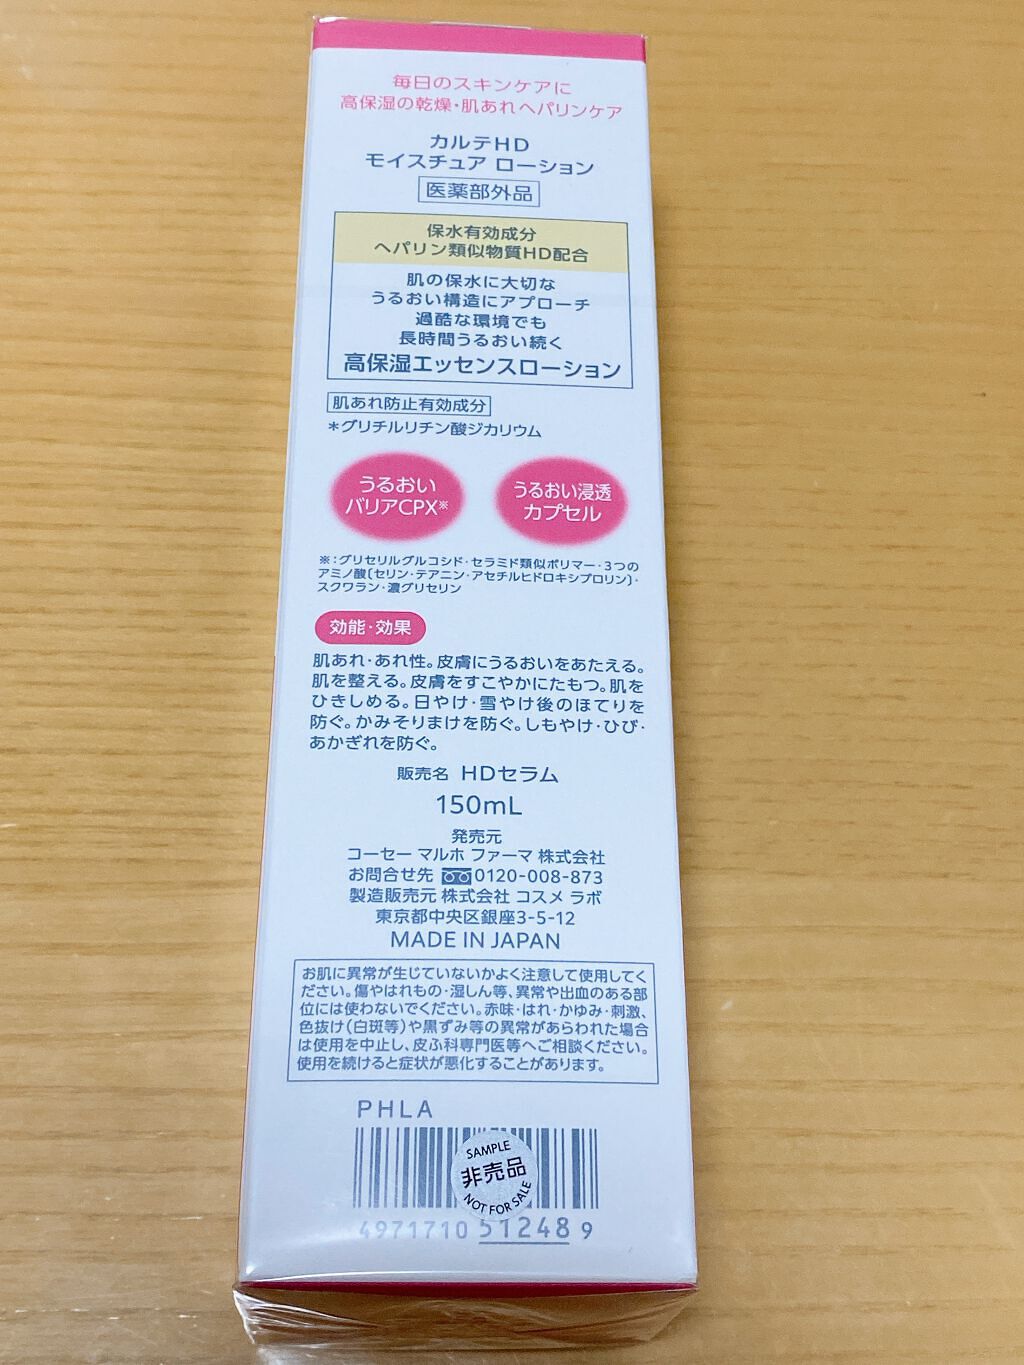 毎日のスキンケアに
高保湿の乾燥・肌あれヘパリンケア
カルテHD
モイスチュア ローション
医薬部外品
保水有効成分
ヘパリン類似物質HD配合
肌の保水に大切な
うるおい構造にアプローチ
過酷な環境でも
長時間うるおい続く
高保湿エッセンスローション
肌あれ防止有効成分
*グリチルリチン酸ジカリウム
うるおい
バリアCPX※
うるおい浸透
カプセル
※:グリセリルグルコシド・セラミド類似ポリマー・3つの
アミノ酸〔セリン・テアニン・アセチルヒドロキシプロリン〕・
スクワラン・濃グリセリン
効能・効果
肌あれ・あれ性。皮膚にうるおいをあたえる。
肌を整える。皮膚をすこやかにたもつ。肌を
ひきしめる。日やけ・雪やけ後のほてりを
防ぐ。かみそりまけを防ぐ。しもやけ・ひび・
あかぎれを防ぐ。
販売名 HDセラム
150mL
発売元
コーセー マルホ ファーマ 株式会社
お問合せ先 0120-008-873
製造販売元 株式会社 コスメ ラボ
東京都中央区銀座3-5-12
MADE IN JAPAN
お肌に異常が生じていないかよく注意して使用してく
ださい。傷やはれもの・湿しん等、異常や出血のある部
位には使わないでください。赤味・はれ・かゆみ・刺激、
色抜け(白斑等)や黒ずみ等の異常があらわれた場合
は使用を中止し、皮ふ科専門医等へご相談ください。
使用を続けると症状が悪化することがあります。
PHLA
SAMPLE
非売品
NOT FOR SALE
4971710 512489